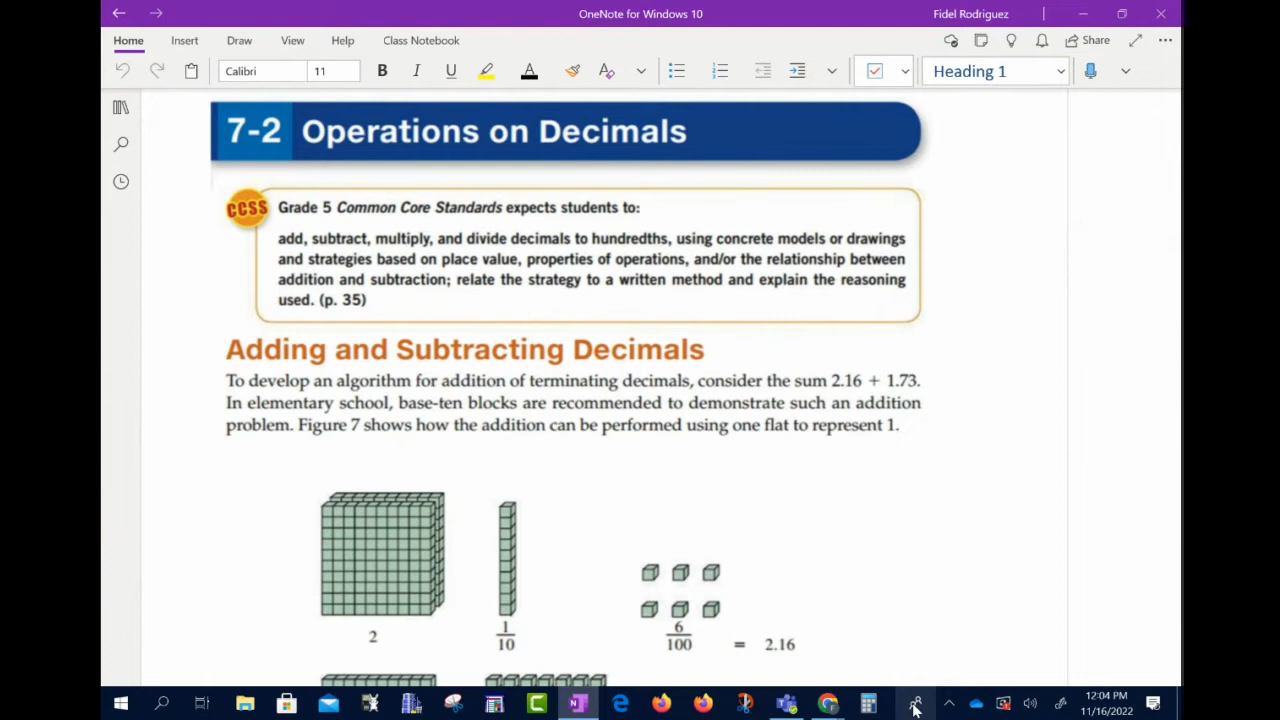 OneNote for Windows 10
Fidel Rodriguez
Home Insert Draw View Help Class Notebook
Share
Calibri 11 B I U A A Heading 1
7-2 Operations on Decimals
CCSS
Grade 5 Common Core Standards expects students to:
add, subtract, multiply, and divide decimals to hundredths, using concrete models or drawings
and strategies based on place value, properties of operations, and/or the relationship between
addition and subtraction; relate the strategy to a written method and explain the reasoning
used. (p. 35)
Adding and Subtracting Decimals
To develop an algorithm for addition of terminating decimals, consider the sum 2.16 + 1.73.
In elementary school, base-ten blocks are recommended to demonstrate such an addition
problem. Figure 7 shows how the addition can be performed using one flat to represent 1.
2
1
10
6
100
= 2.16
12:04 PM
11/16/2022